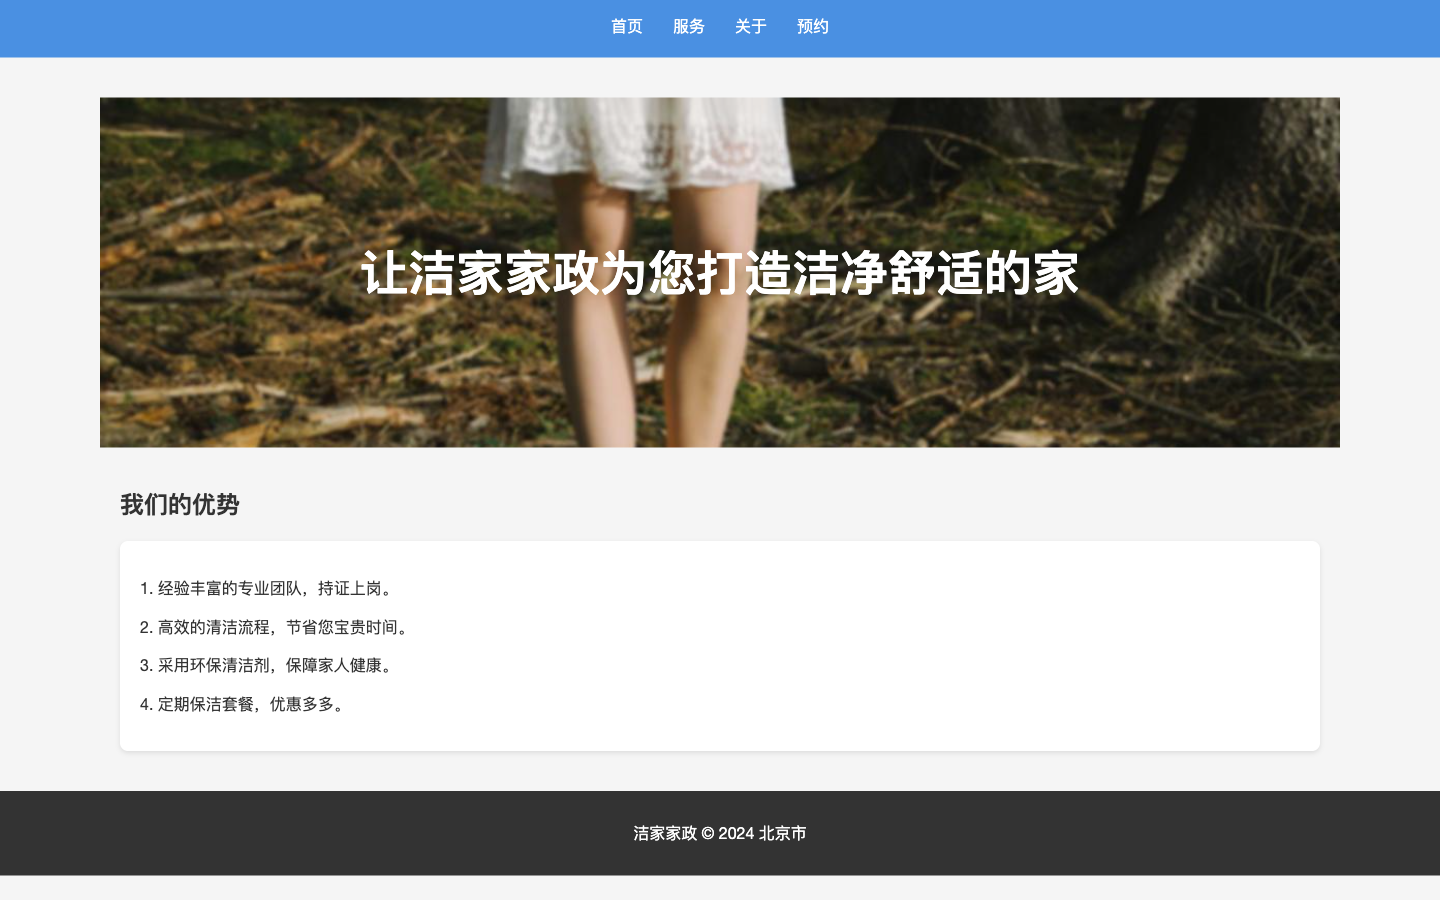 首页 服务 关于 预约
让洁家家政为您打造洁净舒适的家
我们的优势
1. 经验丰富的专业团队，持证上岗。
2. 高效的清洁流程，节省您宝贵时间。
3. 采用环保清洁剂，保障家人健康。
4. 定期保洁套餐，优惠多多。
洁家家政 © 2024 北京市